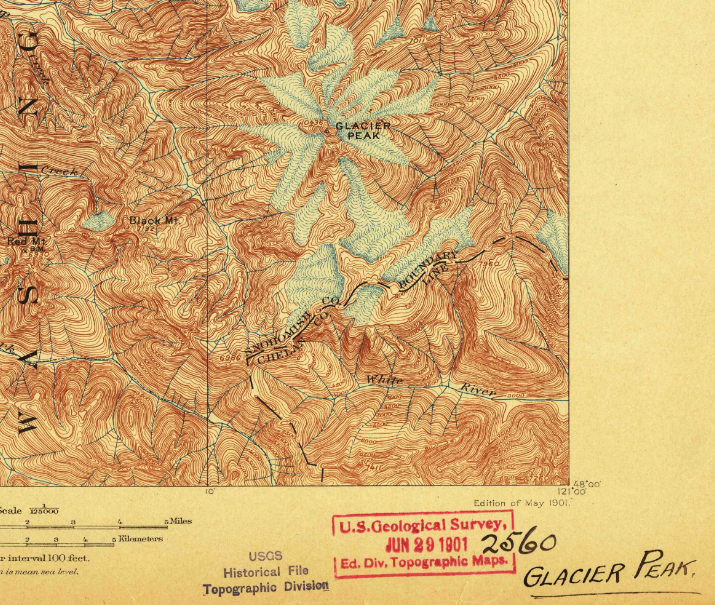 Creek
W A S H I N G
GLACIER
PEAK
Creek
Black Mt.
Red Mt.
SNOHOMISH CO.
CHELAN CO.
BOUNDARY
LINE
White River
10'
48°00'
121°00'
Edition of May 1901.
Scale 1/125000
2 3 4 5 Miles
2 3 4 5 Kilometers
interval 100 feet.
is mean sea level.
USGS
Historical File
Topographic Division
U.S. Geological Survey,
JUN 29 1901
Ed. Div. Topographic Maps.
2560
GLACIER PEAK.